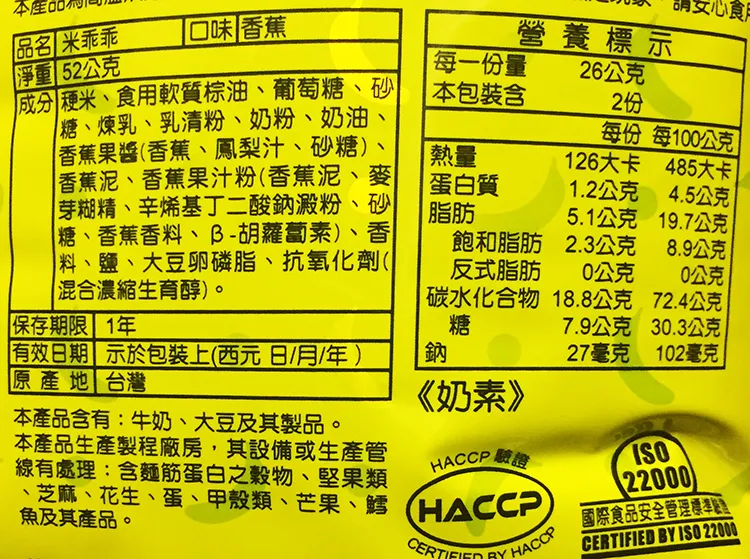 本產品為高溫
請安心食用
品名 米乖乖 口味 香蕉
淨重 52公克
成分 稉米、食用軟質棕油、葡萄糖、砂
糖、煉乳、乳清粉、奶粉、奶油、
香蕉果醬(香蕉、鳳梨汁、砂糖)、
香蕉泥、香蕉果汁粉(香蕉泥、麥
芽糊精、辛烯基丁二酸鈉澱粉、砂
糖、香蕉香料、β-胡蘿蔔素)、香
料、鹽、大豆卵磷脂、抗氧化劑(
混合濃縮生育醇)。
保存期限 1年
有效日期 示於包裝上(西元 日/月/年)
原產地 台灣
本產品含有：牛奶、大豆及其製品。
本產品生產製程廠房，其設備或生產管
線有處理：含麵筋蛋白之穀物、堅果類
、芝麻、花生、蛋、甲殼類、芒果、鱈
魚及其產品。
營養標示
每一份量 26公克
本包裝含 2份
每份 每100公克
熱量 126大卡 485大卡
蛋白質 1.2公克 4.5公克
脂肪 5.1公克 19.7公克
飽和脂肪 2.3公克 8.9公克
反式脂肪 0公克 0公克
碳水化合物 18.8公克 72.4公克
糖 7.9公克 30.3公克
鈉 27毫克 102毫克
《奶素》
HACCP 驗證
HACCP
CERTIFIED BY HACCP
ISO
22000
國際食品安全管理標準驗證
CERTIFIED BY ISO 22000